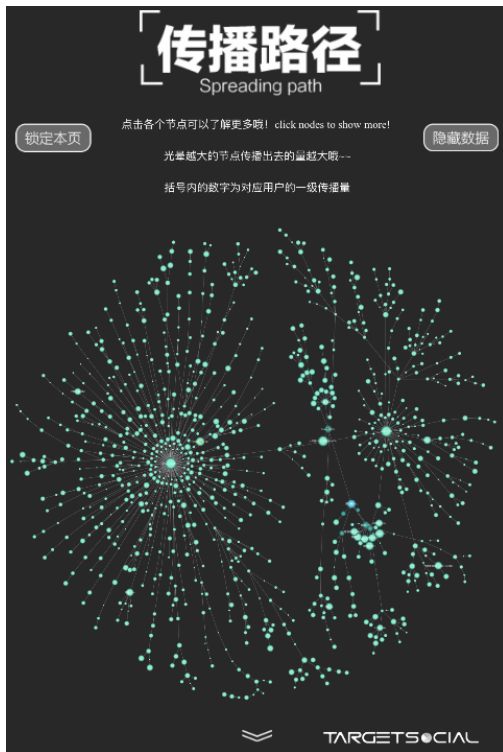 传播路径
Spreading path
点击各个节点可以了解更多哦! click nodes to show more!
锁定本页
隐藏数据
光晕越大的节点传播出去的量越大哦~~
括号内的数字为对应用户的一级传播量
TARGETSOCIAL